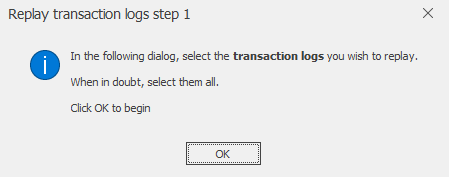 Replay transaction logs step 1
In the following dialog, select the transaction logs you wish to replay.
When in doubt, select them all.
Click OK to begin
OK